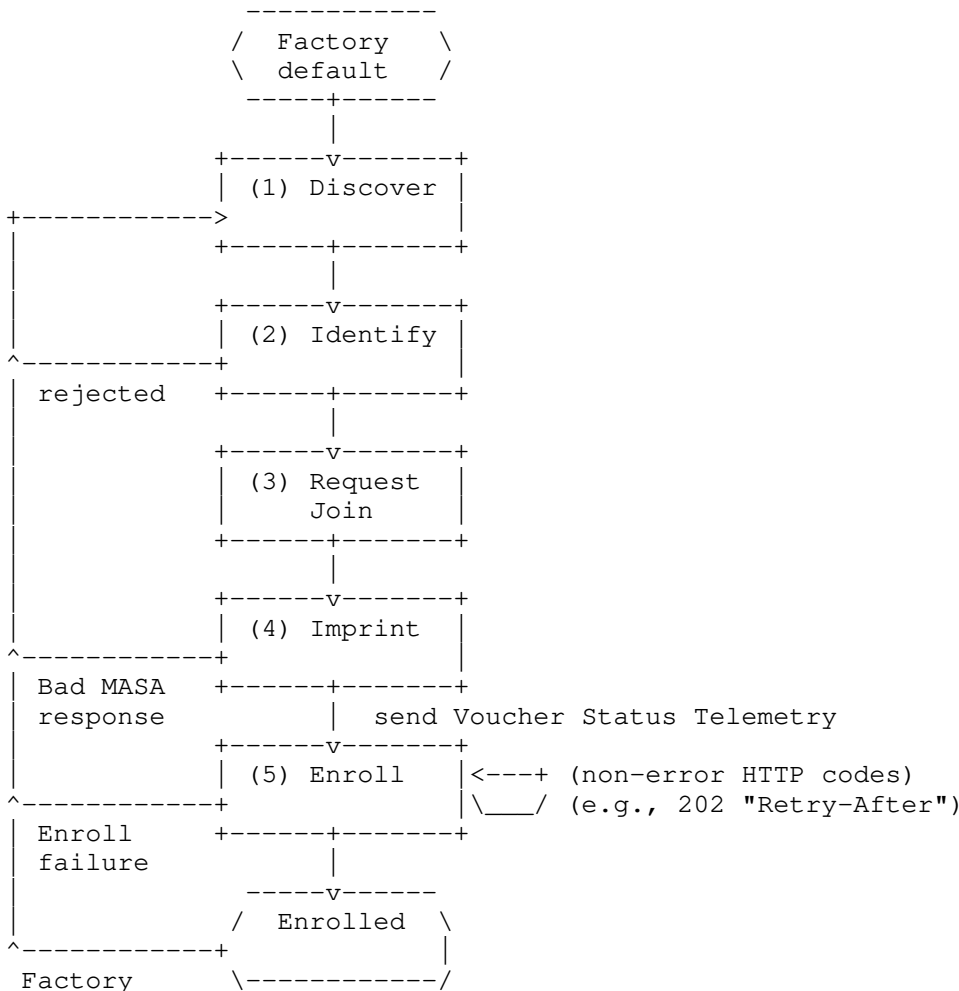 Factory
default
(1) Discover
(2) Identify
rejected
(3) Request
Join
(4) Imprint
Bad MASA
response
send Voucher Status Telemetry
(5) Enroll
(non-error HTTP codes)
(e.g., 202 "Retry-After")
Enroll
failure
Enrolled
Factory